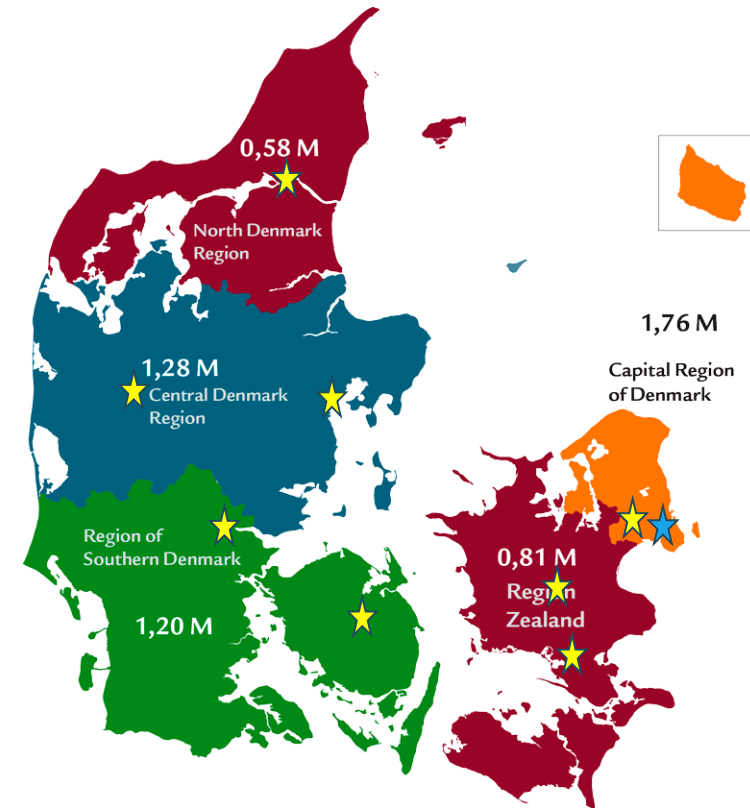 0,58 M
North Denmark
Region
1,28 M
Central Denmark
Region
1,76 M
Capital Region
of Denmark
Region of
Southern Denmark
1,20 M
0,81 M
Region
Zealand